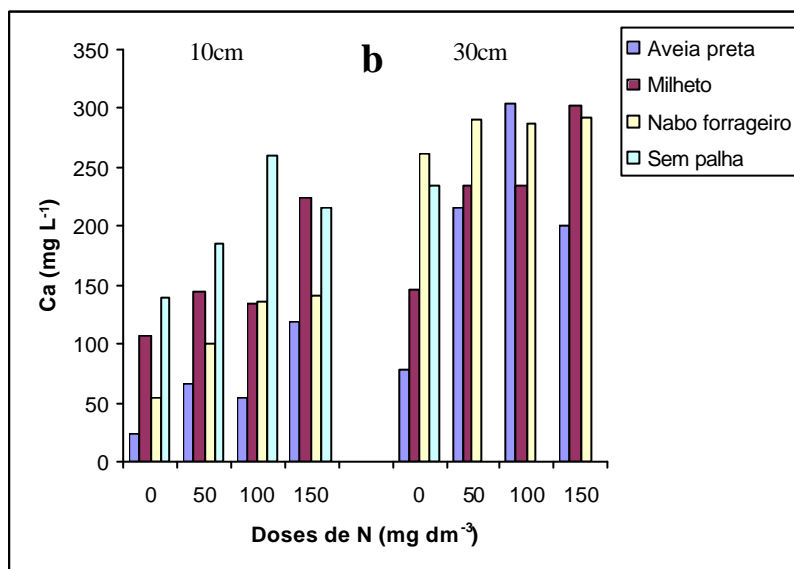 10cm
b
30cm
Aveia preta
Milheto
Nabo forrageiro
Sem palha
350
300
250
200
150
100
50
0
Ca (mg L⁻¹)
0 50 100 150 0 50 100 150
Doses de N (mg dm⁻³)